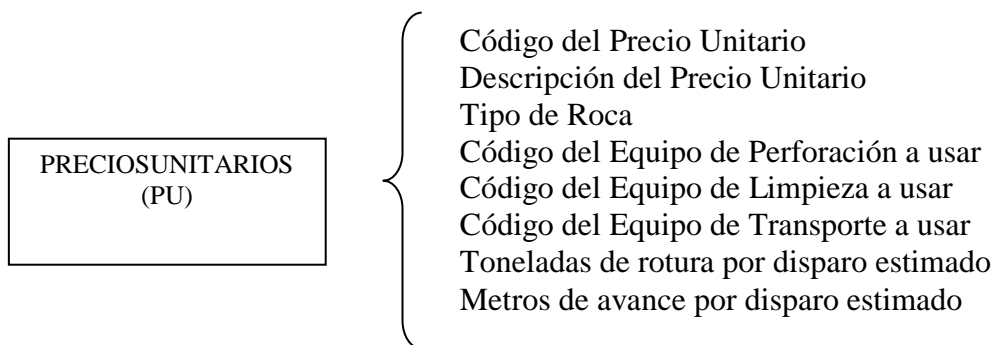 PRECIOSUNITARIOS
(PU)
Código del Precio Unitario
Descripción del Precio Unitario
Tipo de Roca
Código del Equipo de Perforación a usar
Código del Equipo de Limpieza a usar
Código del Equipo de Transporte a usar
Toneladas de rotura por disparo estimado
Metros de avance por disparo estimado